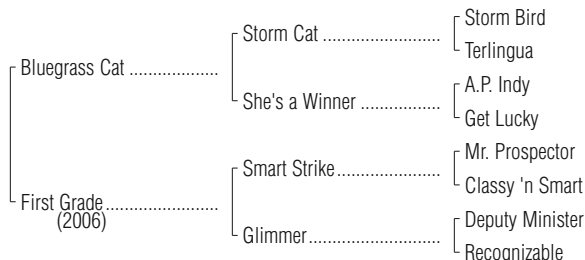 Storm Bird
Storm Cat ........................
Terlingua
Bluegrass Cat ..................
A.P. Indy
She's a Winner ................
Get Lucky
Mr. Prospector
Smart Strike.....................
Classy 'n Smart
First Grade.......................
(2006)
Deputy Minister
Glimmer...........................
Recognizable